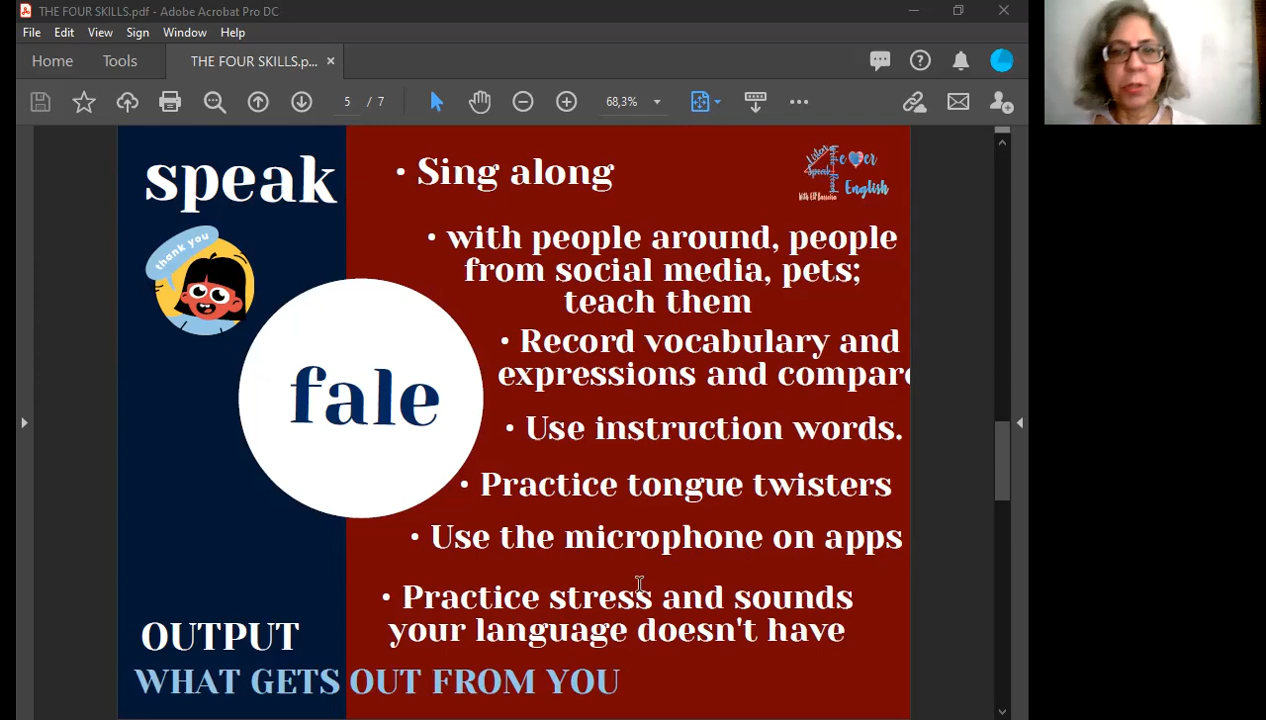 THE FOUR SKILLS.pdf - Adobe Acrobat Pro DC
File Edit View Sign Window Help
Home Tools THE FOUR SKILLS.p... ×
5 / 7 68,3%
speak
thank you
fale
OUTPUT
WHAT GETS OUT FROM YOU
• Sing along
• with people around, people
from social media, pets;
teach them
• Record vocabulary and
expressions and compare
• Use instruction words.
• Practice tongue twisters
• Use the microphone on apps
• Practice stress and sounds
your language doesn't have
Listen
Speak
Read
English